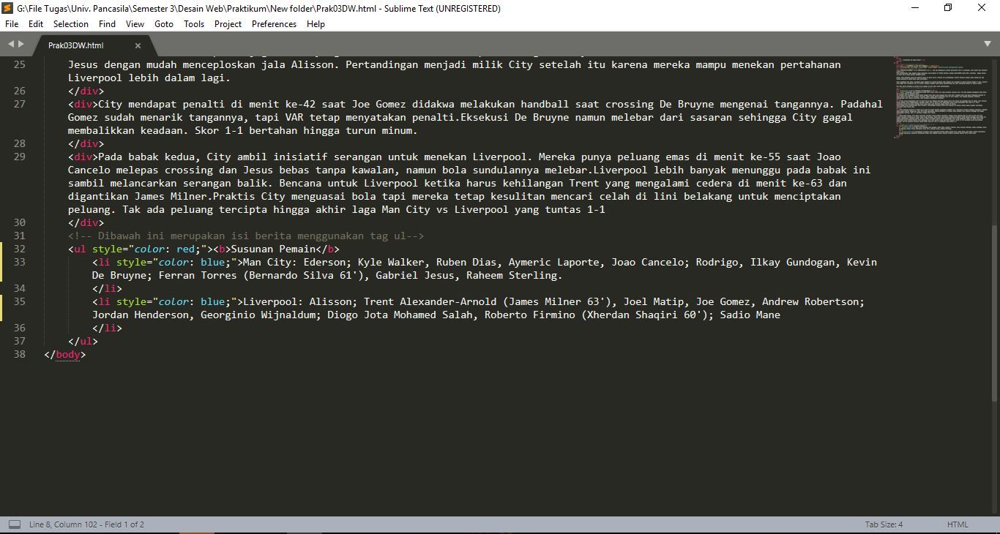 G:\File Tugas\Univ. Pancasila\Semester 3\Desain Web\Praktikum\New folder\Prak03DW.html - Sublime Text (UNREGISTERED)
File Edit Selection Find View Goto Tools Project Preferences Help
Prak03DW.html
25 Jesus dengan mudah menceploskan jala Alisson. Pertandingan menjadi milik City setelah itu karena mereka mampu menekan pertahanan
Liverpool lebih dalam lagi.
26 </div>
27 <div>City mendapat penalti di menit ke-42 saat Joe Gomez didakwa melakukan handball saat crossing De Bruyne mengenai tangannya. Padahal
Gomez sudah menarik tangannya, tapi VAR tetap menyatakan penalti.Eksekusi De Bruyne namun melebar dari sasaran sehingga City gagal
membalikkan keadaan. Skor 1-1 bertahan hingga turun minum.
28 </div>
29 <div>Pada babak kedua, City ambil inisiatif serangan untuk menekan Liverpool. Mereka punya peluang emas di menit ke-55 saat Joao
Cancelo melepas crossing dan Jesus bebas tanpa kawalan, namun bola sundulannya melebar.Liverpool lebih banyak menunggu pada babak ini
sambil melancarkan serangan balik. Bencana untuk Liverpool ketika harus kehilangan Trent yang mengalami cedera di menit ke-63 dan
digantikan James Milner.Praktis City menguasai bola tapi mereka tetap kesulitan mencari celah di lini belakang untuk menciptakan
peluang. Tak ada peluang tercipta hingga akhir laga Man City vs Liverpool yang tuntas 1-1
30 </div>
31 <!-- Dibawah ini merupakan isi berita menggunakan tag ul-->
32 <ul style="color: red;"><b>Susunan Pemain</b>
33 <li style="color: blue;">Man City: Ederson; Kyle Walker, Ruben Dias, Aymeric Laporte, Joao Cancelo; Rodrigo, Ilkay Gundogan, Kevin
De Bruyne; Ferran Torres (Bernardo Silva 61'), Gabriel Jesus, Raheem Sterling.
34 </li>
35 <li style="color: blue;">Liverpool: Alisson; Trent Alexander-Arnold (James Milner 63'), Joel Matip, Joe Gomez, Andrew Robertson;
Jordan Henderson, Georginio Wijnaldum; Diogo Jota Mohamed Salah, Roberto Firmino (Xherdan Shaqiri 60'); Sadio Mane
36 </li>
37 </ul>
38 </body>
Line 8, Column 102 - Field 1 of 2 Tab Size: 4 HTML